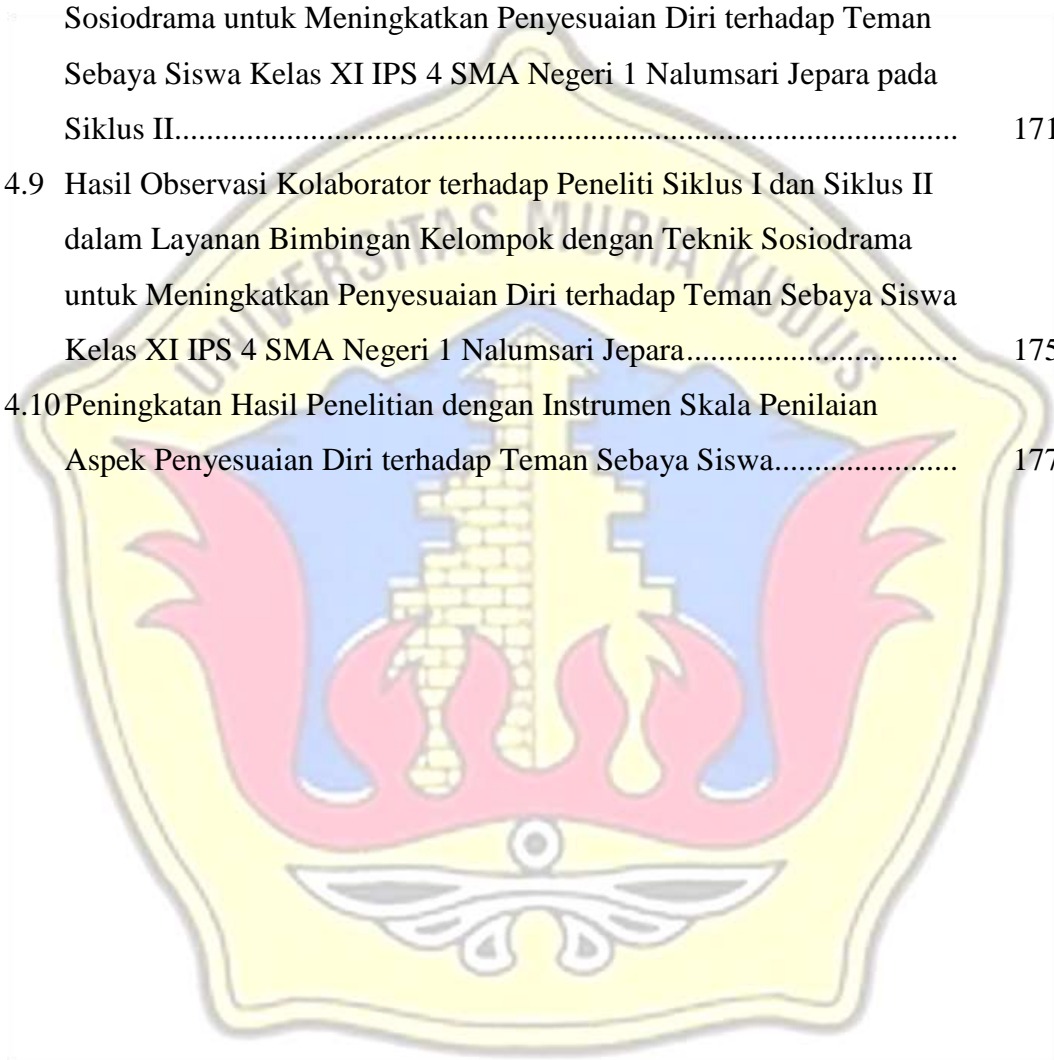 Sosiodrama untuk Meningkatkan Penyesuaian Diri terhadap Teman
Sebaya Siswa Kelas XI IPS 4 SMA Negeri 1 Nalumsari Jepara pada
Siklus II.................................................................................................. 171
4.9 Hasil Observasi Kolaborator terhadap Peneliti Siklus I dan Siklus II
dalam Layanan Bimbingan Kelompok dengan Teknik Sosiodrama
untuk Meningkatkan Penyesuaian Diri terhadap Teman Sebaya Siswa
Kelas XI IPS 4 SMA Negeri 1 Nalumsari Jepara.................................. 175
4.10 Peningkatan Hasil Penelitian dengan Instrumen Skala Penilaian
Aspek Penyesuaian Diri terhadap Teman Sebaya Siswa....................... 177
UNIVERSITAS MURIA KUDUS